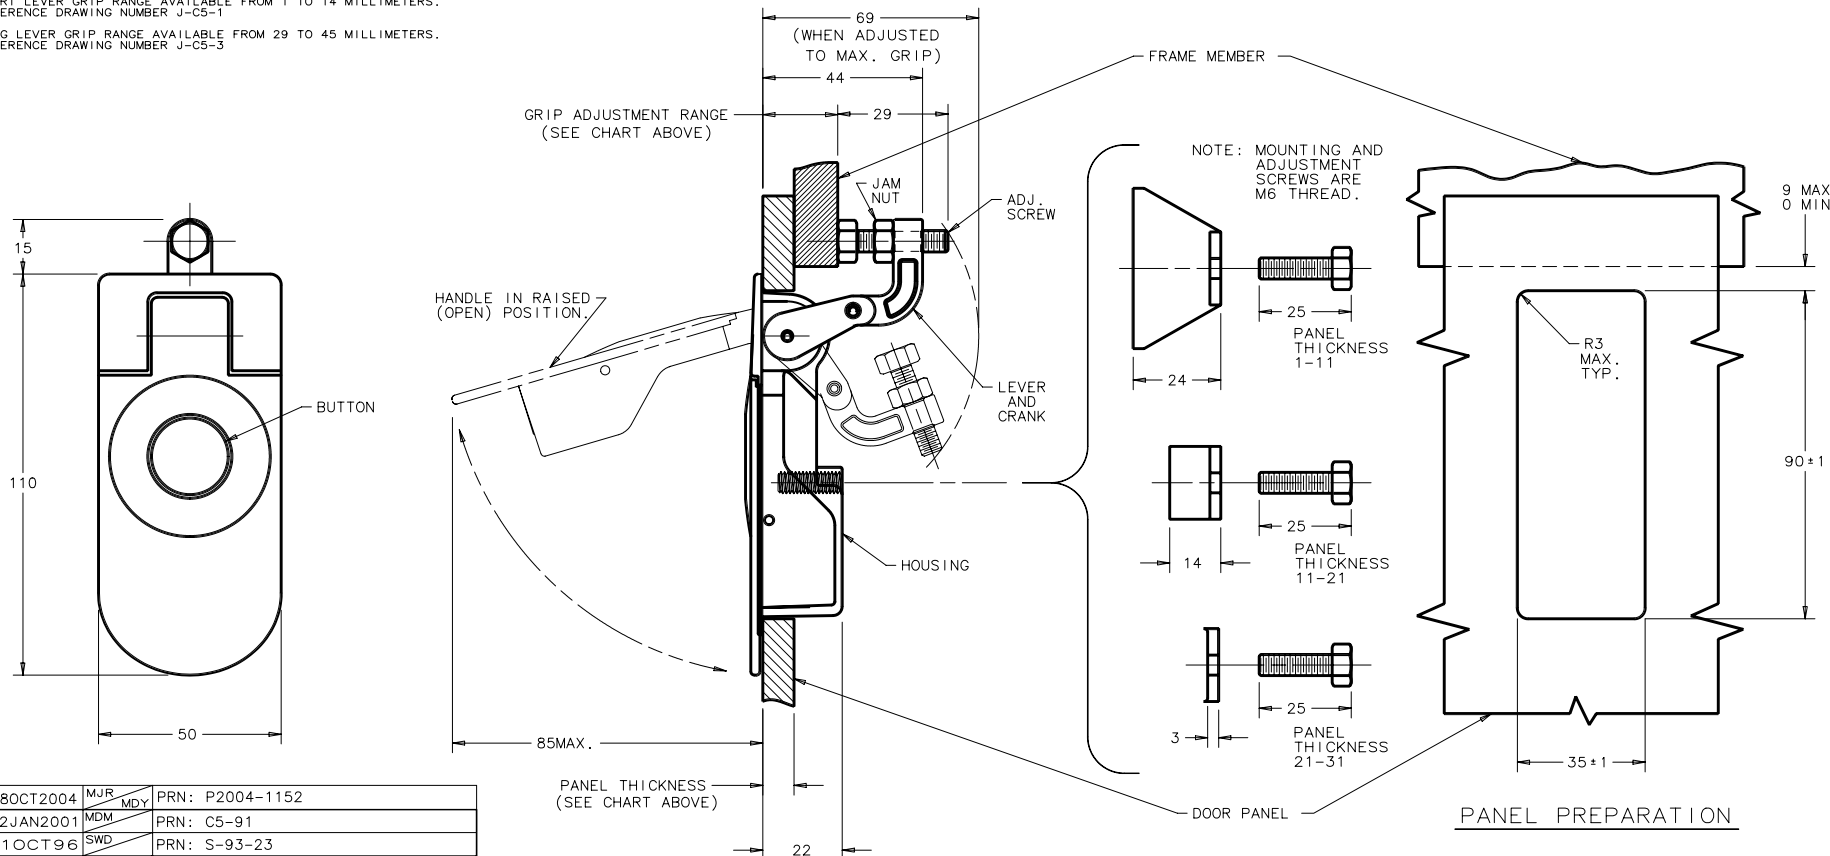 LEVER GRIP RANGE AVAILABLE FROM 1 TO 14 MILLIMETERS.
DRAWING NUMBER J-C5-1
LEVER GRIP RANGE AVAILABLE FROM 29 TO 45 MILLIMETERS.
DRAWING NUMBER J-C5-3
69
(WHEN ADJUSTED
TO MAX. GRIP)
44
GRIP ADJUSTMENT RANGE
(SEE CHART ABOVE)
29
FRAME MEMBER
JAM
NUT
ADJ.
SCREW
NOTE: MOUNTING AND
ADJUSTMENT
SCREWS ARE
M6 THREAD.
9 MAX
0 MIN
15
110
50
BUTTON
HANDLE IN RAISED
(OPEN) POSITION.
LEVER
AND
CRANK
HOUSING
85MAX.
PANEL THICKNESS
(SEE CHART ABOVE)
22
24
25
PANEL
THICKNESS
1-11
14
25
PANEL
THICKNESS
11-21
3
25
PANEL
THICKNESS
21-31
R3
MAX.
TYP.
90±1
35±1
DOOR PANEL
PANEL PREPARATION
8OCT2004 MJR MDY PRN: P2004-1152
2JAN2001 MDM PRN: C5-91
1OCT96 SWD PRN: S-93-23